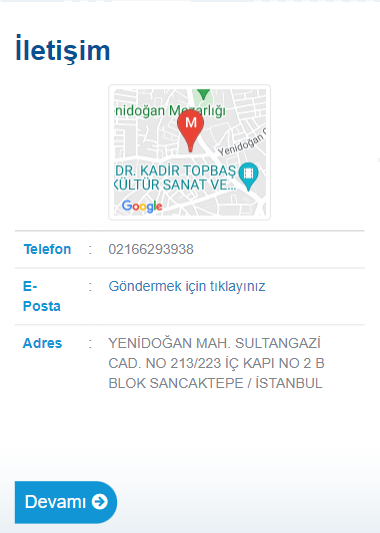 İletişim
nidoğan Mezarlığı
M
Yenidoğan
DR. KADİR TOPBAŞ
KÜLTÜR SANAT VE...
Google
Telefon : 02166293938
E-Posta : Göndermek için tıklayınız
Adres : YENİDOĞAN MAH. SULTANGAZİ
CAD. NO 213/223 İÇ KAPI NO 2 B
BLOK SANCAKTEPE / İSTANBUL
Devamı